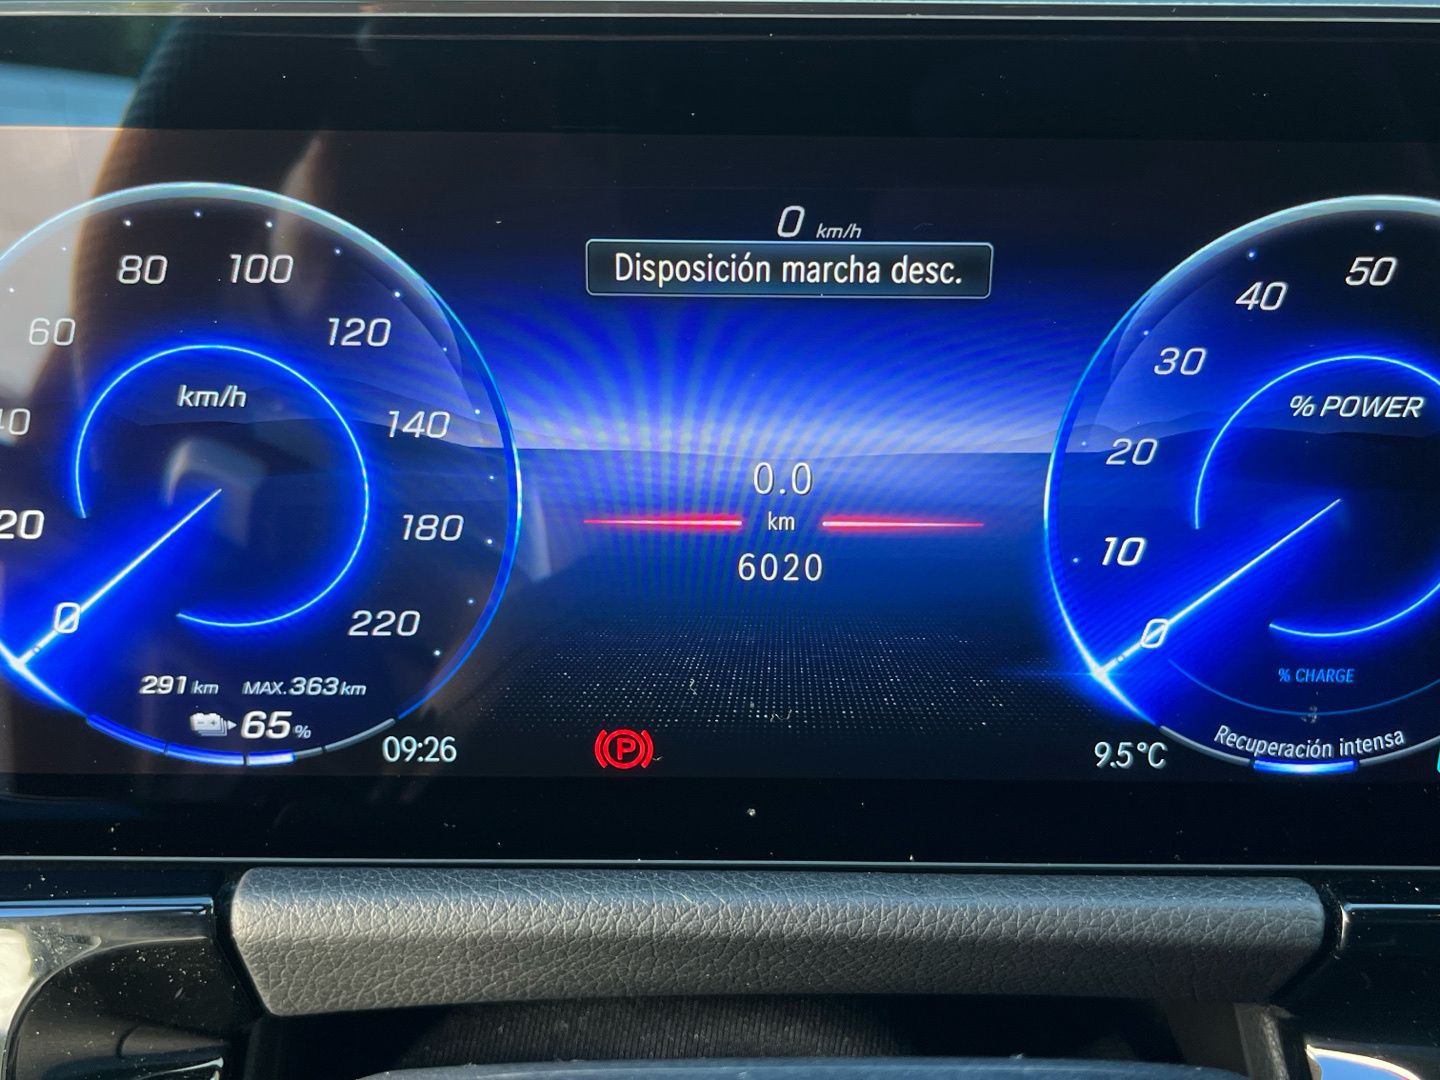 0 km/h
Disposición marcha desc.
80 100
60 120
40 km/h 140
20 180
0 220
291 km MAX. 363 km
65 %
09:26
0.0
km
6020
P
50
40
30
% POWER
20
10
0
% CHARGE
Recuperación intensa
9.5 °C